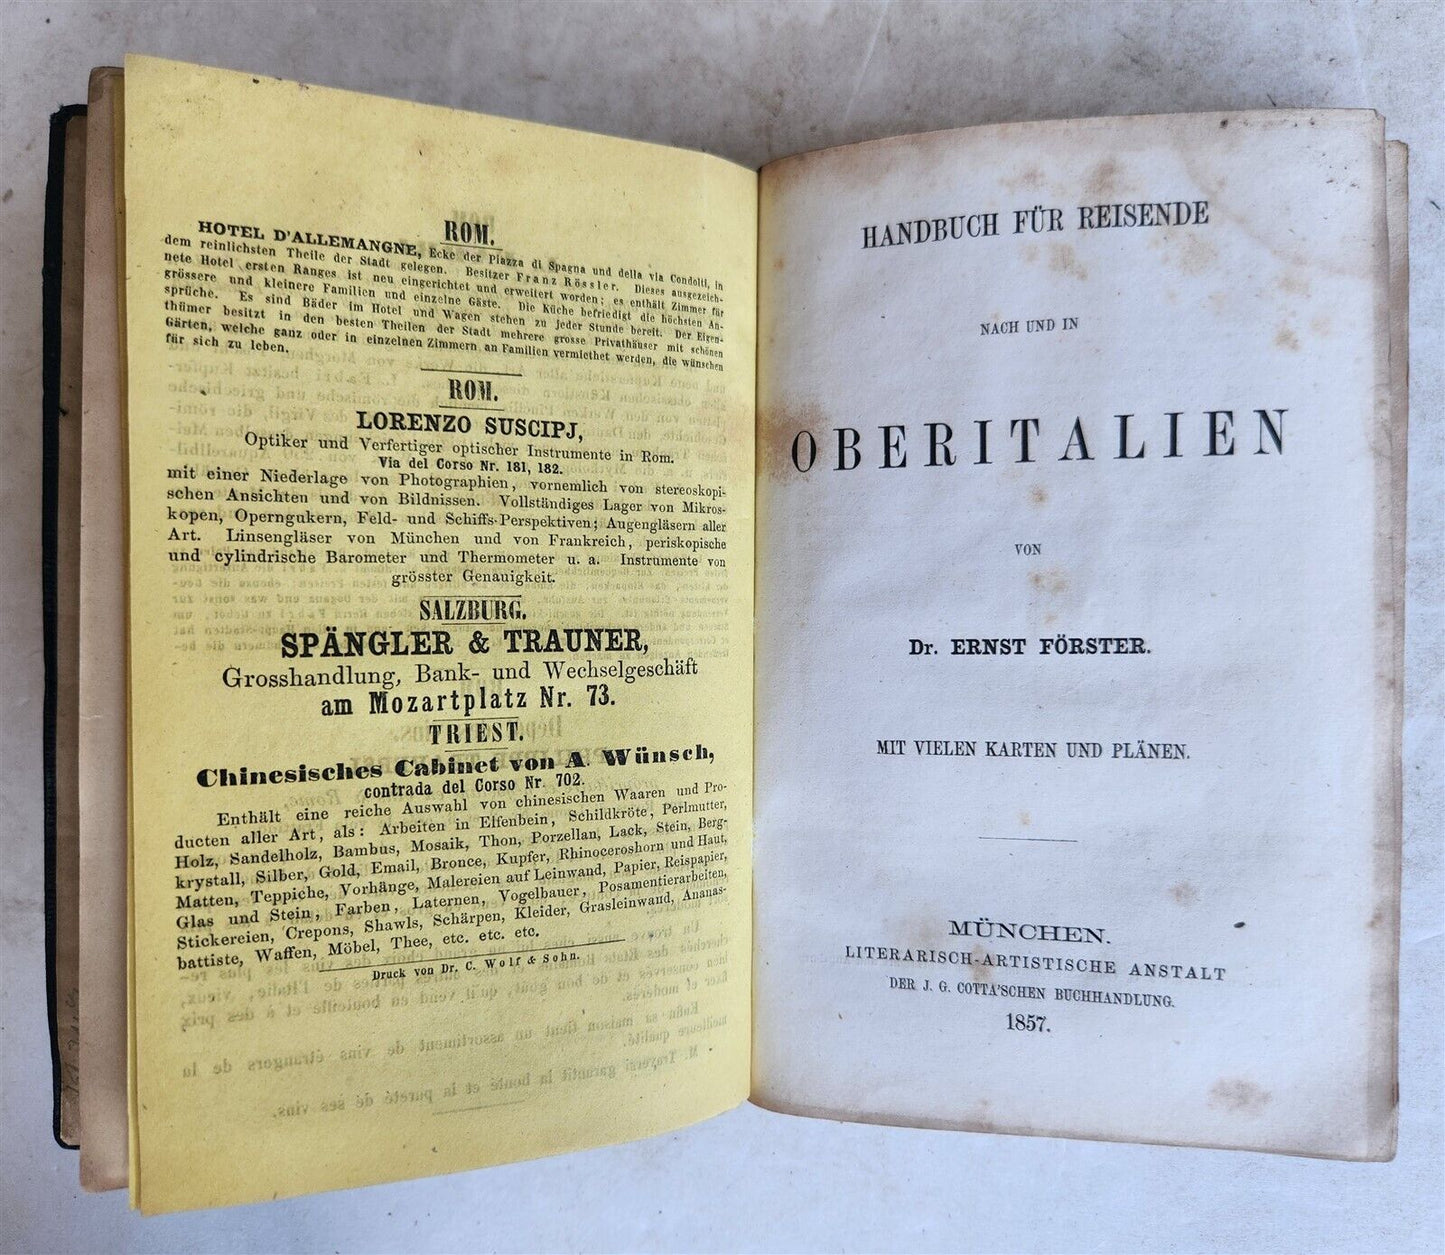 ROM.
HOTEL D'ALLEMANGNE, Ecke der Piazza di Spagna und della via Condotti, in
dem reinlichsten Theile der Stadt gelegen. Besitzer Franz Rössler. Dieses ausgezeich-
nete Hotel ersten Ranges ist neu eingerichtet und erweitert worden; es enthält Zimmer für
grössere und kleinere Familien und einzelne Gäste. Die Küche befriedigt die höchsten An-
sprüche. Es sind Bäder im Hotel und Wagen stehen zu jeder Stunde bereit. Der Eigen-
thümer besitzt in den besten Theilen der Stadt mehrere grosse Privathäuser mit schönen
Gärten, welche ganz oder in einzelnen Zimmern an Familien vermiethet werden, die wünschen
für sich zu leben.
ROM.
LORENZO SUSCIPJ,
Optiker und Verfertiger optischer Instrumente in Rom.
Via del Corso Nr. 181, 182.
mit einer Niederlage von Photographien, vornemlich von stereoskopi-
schen Ansichten und von Bildnissen. Vollständiges Lager von Mikros-
kopen, Operngukern, Feld- und Schiffs-Perspektiven; Augengläsern aller
Art. Linsengläser von München und von Frankreich, periskopische
und cylindrische Barometer und Thermometer u. a. Instrumente von
grösster Genauigkeit.
SALZBURG.
SPÄNGLER & TRAUNER,
Grosshandlung, Bank- und Wechselgeschäft
am Mozartplatz Nr. 73.
TRIEST.
Chinesisches Cabinet von A. Wünsch,
contrada del Corso Nr. 702.
Enthält eine reiche Auswahl von chinesischen Waaren und Pro-
ducten aller Art, als: Arbeiten in Elfenbein, Schildkröte, Perlmutter,
Holz, Sandelholz, Bambus, Mosaik, Thon, Porzellan, Lack, Stein, Berg-
krystall, Silber, Gold, Email, Bronce, Kupfer, Rhinoceroshorn und Haut,
Matten, Teppiche, Vorhänge, Malereien auf Leinwand, Papier, Reispapier,
Glas und Stein, Farben, Laternen, Vogelbauer, Posamentierarbeiten,
Stickereien, Crepons, Shawls, Schärpen, Kleider, Grasleinwand, Ananas-
battiste, Waffen, Möbel, Thee, etc. etc. etc.
Druck von Dr. C. Wolf & Sohn.
HANDBUCH FÜR REISENDE
NACH UND IN
OBERITALIEN
VON
Dr. ERNST FÖRSTER.
MIT VIELEN KARTEN UND PLÄNEN.
MÜNCHEN.
LITERARISCH-ARTISTISCHE ANSTALT
DER J. G. COTTA'SCHEN BUCHHANDLUNG.
1857.